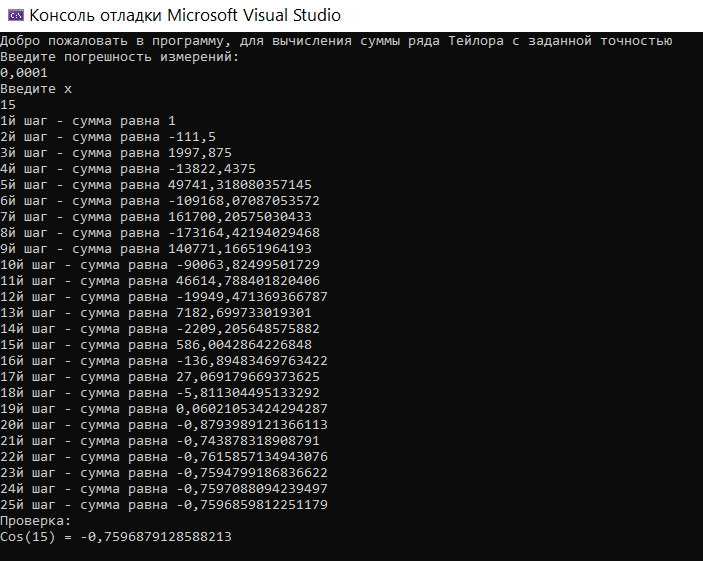 Консоль отладки Microsoft Visual Studio
Добро пожаловать в программу, для вычисления суммы ряда Тейлора с заданной точностью
Введите погрешность измерений:
0,0001
Введите x
15
1й шаг - сумма равна 1
2й шаг - сумма равна -111,5
3й шаг - сумма равна 1997,875
4й шаг - сумма равна -13822,4375
5й шаг - сумма равна 49741,318080357145
6й шаг - сумма равна -109168,07087053572
7й шаг - сумма равна 161700,20575030433
8й шаг - сумма равна -173164,42194029468
9й шаг - сумма равна 140771,16651964193
10й шаг - сумма равна -90063,82499501729
11й шаг - сумма равна 46614,788401820406
12й шаг - сумма равна -19949,471369366787
13й шаг - сумма равна 7182,699733019301
14й шаг - сумма равна -2209,205648575882
15й шаг - сумма равна 586,0042864226848
16й шаг - сумма равна -136,89483469763422
17й шаг - сумма равна 27,069179669373625
18й шаг - сумма равна -5,811304495133292
19й шаг - сумма равна 0,06021053424294287
20й шаг - сумма равна -0,8793989121366113
21й шаг - сумма равна -0,743878318908791
22й шаг - сумма равна -0,7615857134943076
23й шаг - сумма равна -0,7594799186836622
24й шаг - сумма равна -0,7597088094239497
25й шаг - сумма равна -0,7596859812251179
Проверка:
Cos(15) = -0,7596879128588213